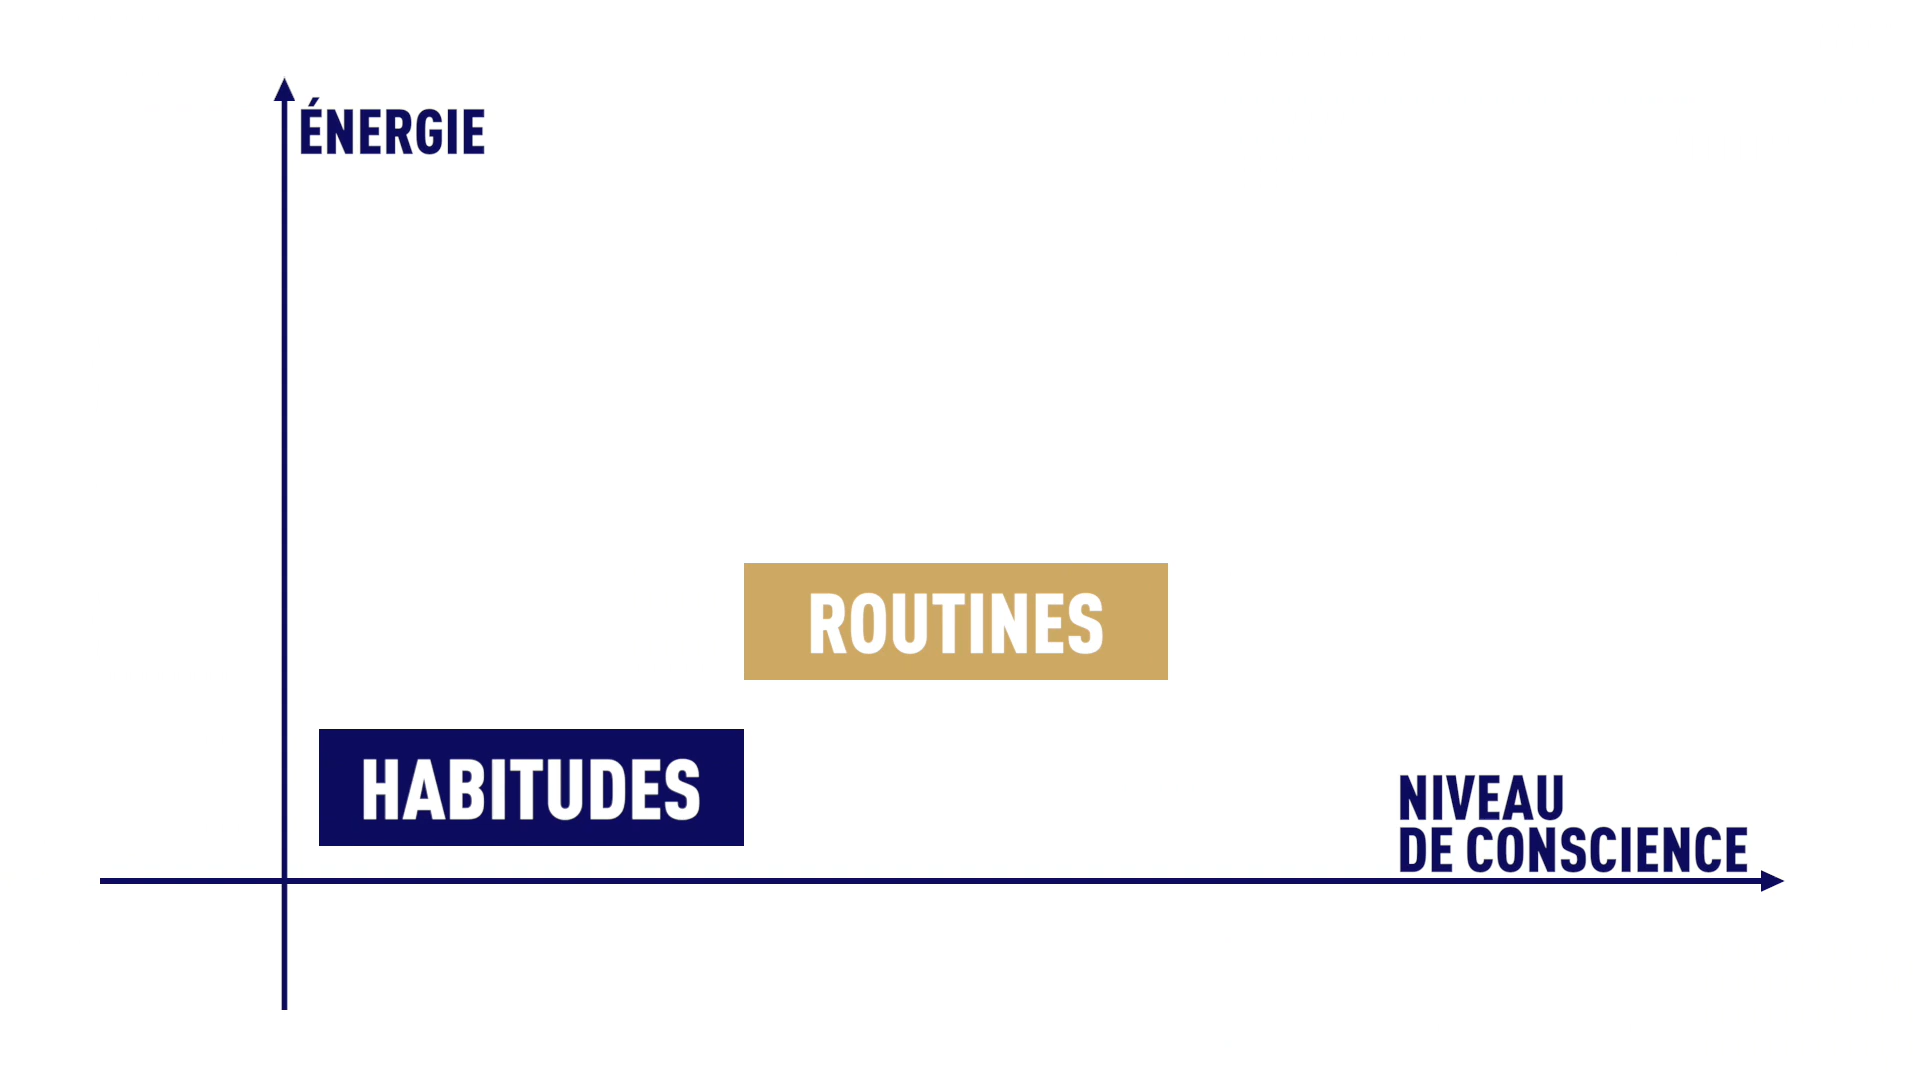 ÉNERGIE
ROUTINES
HABITUDES
NIVEAU
DE CONSCIENCE